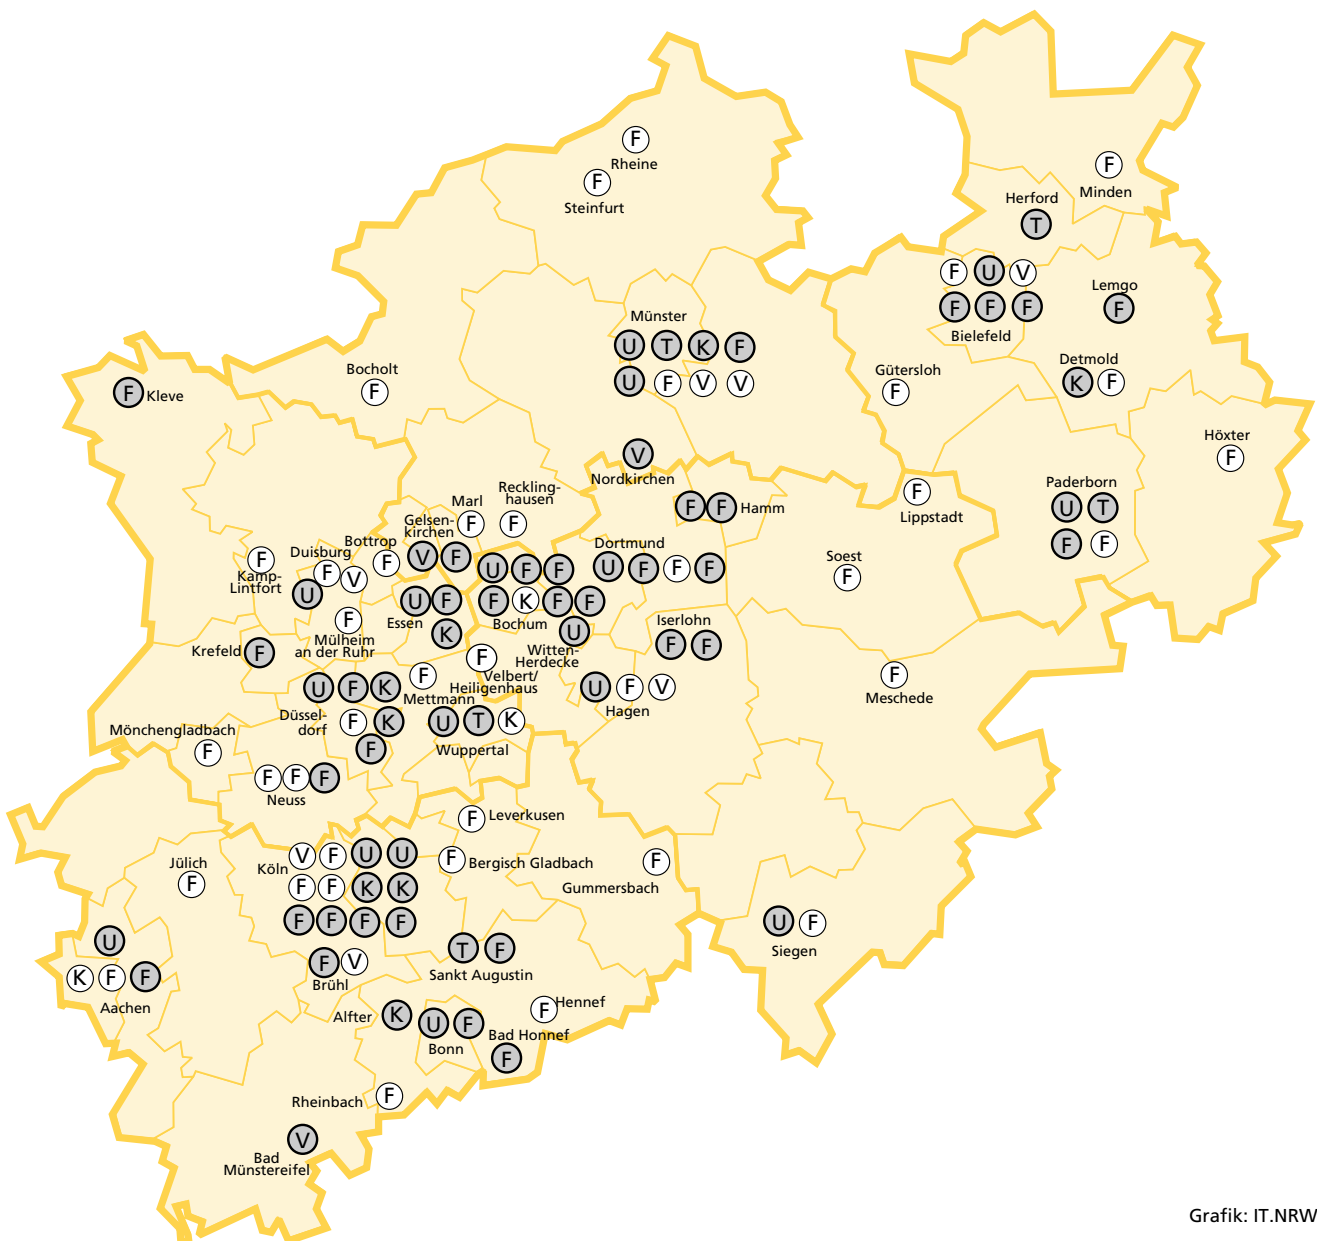 F
Rheine
F
Steinfurt
F
Minden
Herford
T
F U V
F F F
Bielefeld
Lemgo
F
Münster
U T K F
U F V V
Bocholt
F
F
Kleve
Gütersloh
F
Detmold
K F
Höxter
F
V
Nordkirchen
F F Hamm
F
Lippstadt
Paderborn
U T
F F
Marl
F
Reckling-
hausen
F
Gelsen-
kirchen
V F
Bottrop
F
Duisburg
F V
U
F
Kamp-
Lintfort
Dortmund
U F F F
Soest
F
U F F
F K F F
Bochum
U F
Essen
K
F
Mülheim
an der Ruhr
U
Witten-
Herdecke
Iserlohn
F F
Krefeld F
F
Velbert/
Heiligenhaus
F
Mettmann
U F V
Hagen
F
Meschede
U F K
Düssel-
dorf
F K
F
U T K
Wuppertal
Mönchengladbach
F
F F F
Neuss
F Leverkusen
F Bergisch Gladbach
F
Gummersbach
Jülich
F
Köln
V F U U
F F K K
F F F F
U
K F F
Aachen
U F
Siegen
T F
Sankt Augustin
F V
Brühl
F Hennef
Alfter K
U F
Bonn
Bad Honnef
F
Rheinbach F
V
Bad
Münstereifel
Grafik: IT.NRW